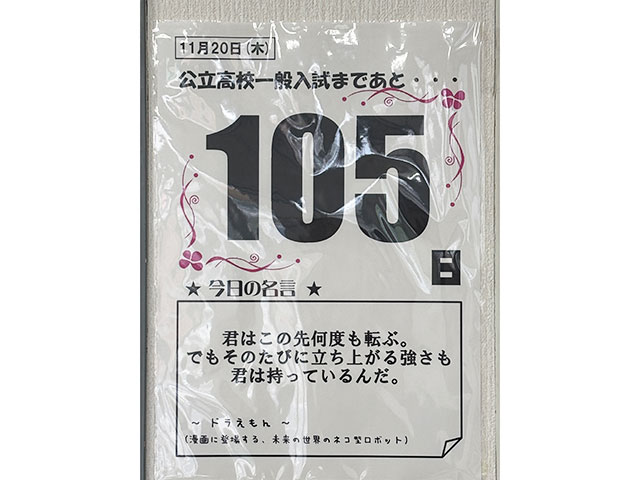 11月20日(木)
公立高校一般入試まであと・・・
105
日
★ 今日の名言 ★
君はこの先何度も転ぶ。
でもそのたびに立ち上がる強さも
君は持っているんだ。
~ ドラえもん ~
(漫画に登場する、未来の世界のネコ型ロボット)